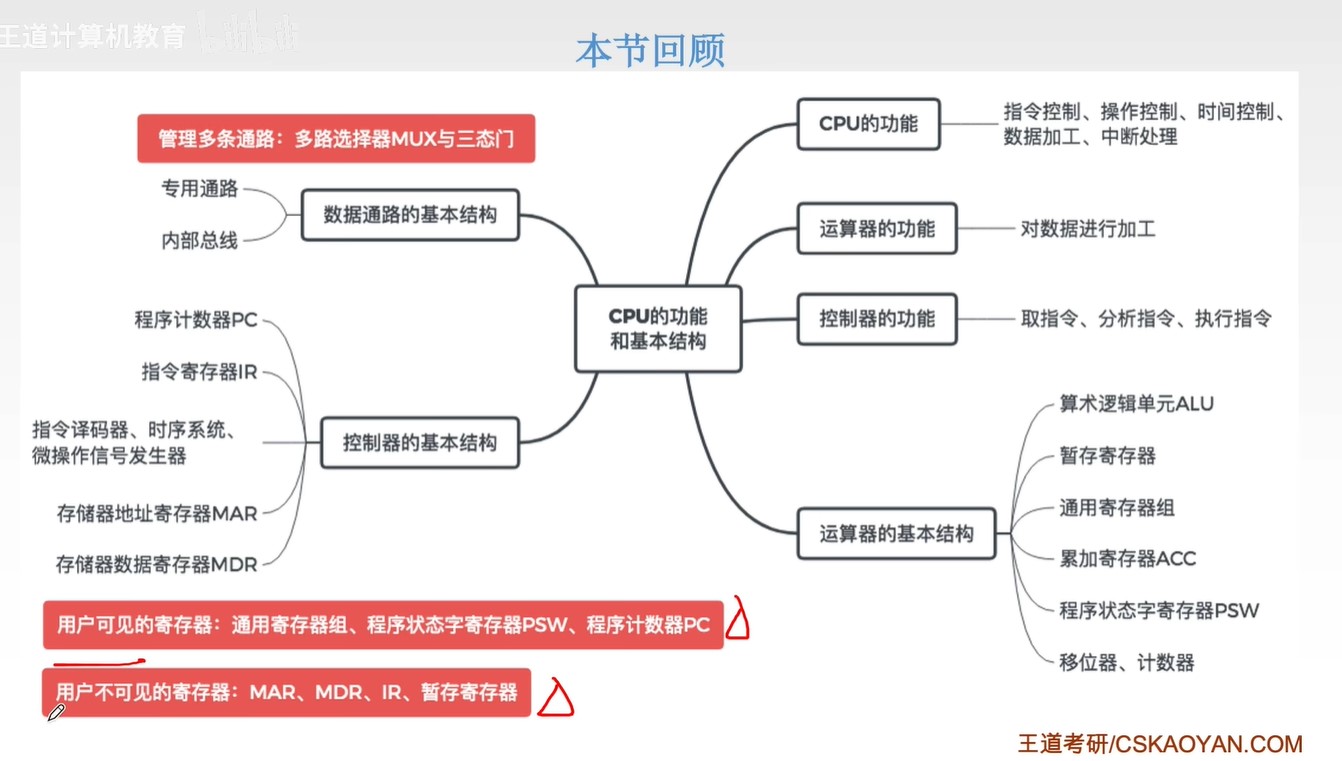 王道计算机教育
bilibili
本节回顾
管理多条通路：多路选择器MUX与三态门
专用通路
内部总线
数据通路的基本结构
程序计数器PC
指令寄存器IR
指令译码器、时序系统、
微操作信号发生器
存储器地址寄存器MAR
存储器数据寄存器MDR
控制器的基本结构
CPU的功能
和基本结构
CPU的功能
指令控制、操作控制、时间控制、
数据加工、中断处理
运算器的功能
对数据进行加工
控制器的功能
取指令、分析指令、执行指令
运算器的基本结构
算术逻辑单元ALU
暂存寄存器
通用寄存器组
累加寄存器ACC
程序状态字寄存器PSW
移位器、计数器
用户可见的寄存器：通用寄存器组、程序状态字寄存器PSW、程序计数器PC
用户不可见的寄存器：MAR、MDR、IR、暂存寄存器
王道考研/CSKAOYAN.COM